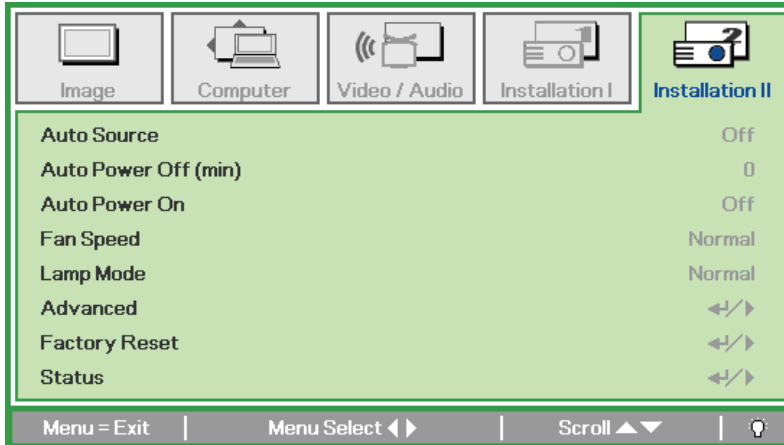 Image Computer Video / Audio Installation I Installation II
Auto Source Off
Auto Power Off (min) 0
Auto Power On Off
Fan Speed Normal
Lamp Mode Normal
Advanced
Factory Reset
Status
Menu = Exit Menu Select Scroll